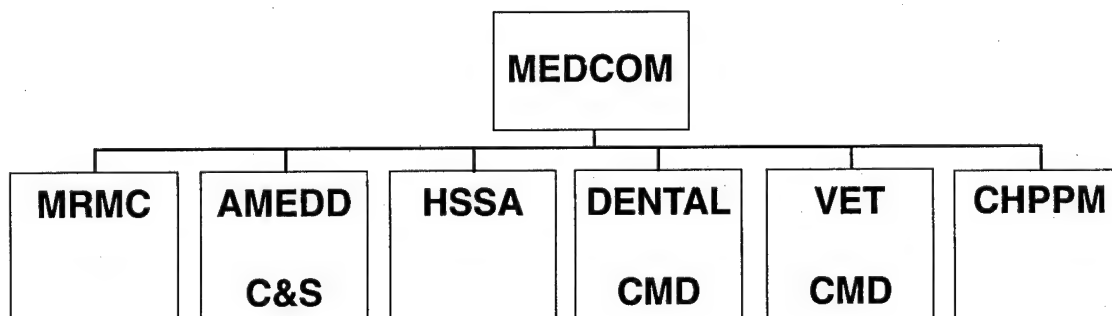 MEDCOM
MRMC
AMEDD
C&S
HSSA
DENTAL
CMD
VET
CMD
CHPPM